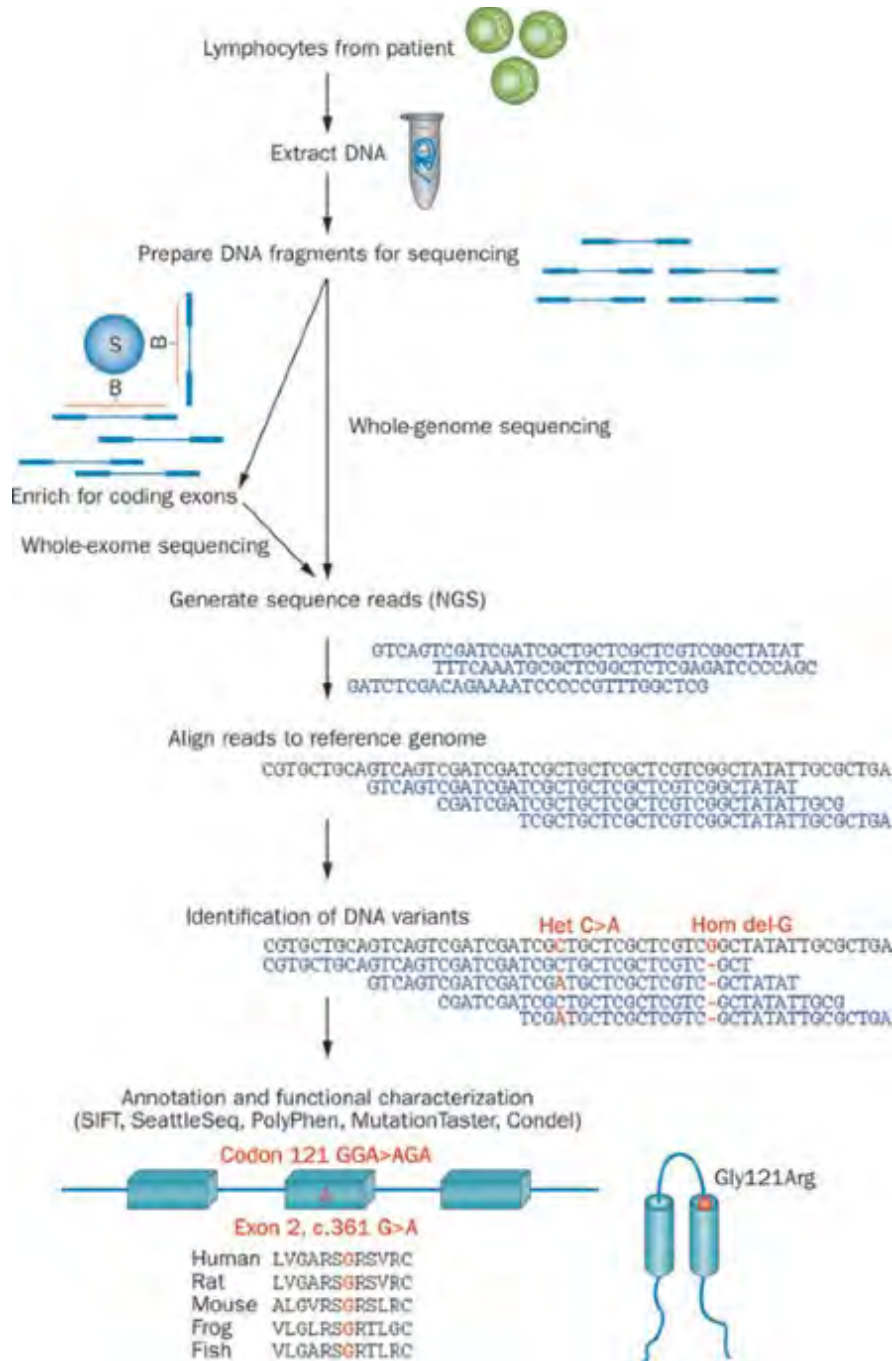 Lymphocytes from patient
Extract DNA
Prepare DNA fragments for sequencing
S
B
B
Whole-genome sequencing
Enrich for coding exons
Whole-exome sequencing
Generate sequence reads (NGS)
GTCAGTCGATCGATCGCTGCTCGCTCGTCGGCTATAT
TTTCAAATGCGCTCGGCTCTCGAGATCCCCAGC
GATCTCGACAGAAAATCCCCCGTTTGGCTCG
Align reads to reference genome
CGTGCTGCAGTCAGTCGATCGATCGCTGCTCGCTCGTCGGCTATATTGCGCTGA
GTCAGTCGATCGATCGCTGCTCGCTCGTCGGCTATAT
CGATCGATCGCTGCTCGCTCGTCGGCTATATTGCG
TCGCTGCTCGCTCGTCGGCTATATTGCGCTGA
Identification of DNA variants
Het C>A Hom del-G
CGTGCTGCAGTCAGTCGATCGATCGCTGCTCGCTCGTCGGCTATATTGCGCTGA
CGTGCTGCAGTCAGTCGATCGATCGCTGCTCGCTCGTC-GCT
GTCAGTCGATCGATCGATGCTCGCTCGTC-GCTATAT
CGATCGATCGCTGCTCGCTCGTC-GCTATATTGCG
TCGATGCTCGCTCGTC-GCTATATTGCGCTGA
Annotation and functional characterization
(SIFT, SeattleSeq, PolyPhen, MutationTaster, Condel)
Codon 121 GGA>AGA
Gly121Arg
A
Exon 2, c.361 G>A
Human LVGARSGRSVRC
Rat LVGARSGRSVRC
Mouse ALGVRSGRSLRC
Frog VLGLRSGRTLGC
Fish VLGARSGRTLRC